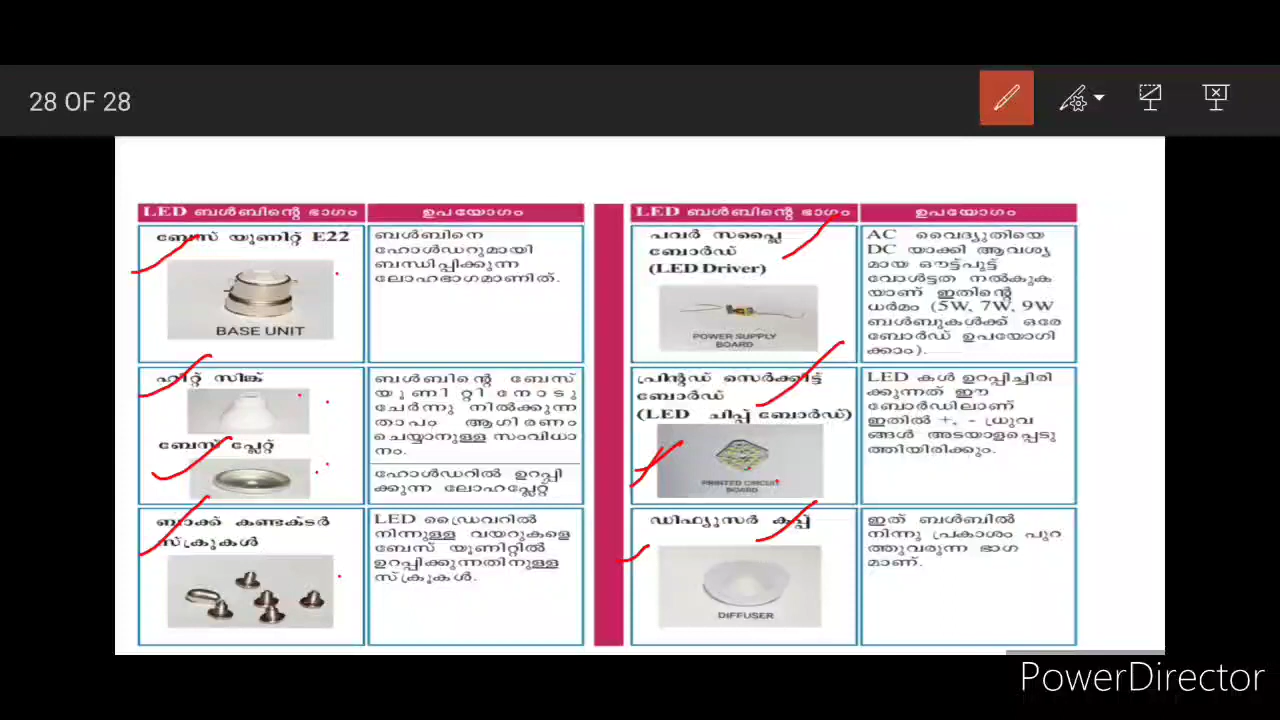 28 OF 28
LED ബൾബിന്റെ ഭാഗം
ഉപയോഗം
ബേസ് യൂണിറ്റ് E22
BASE UNIT
ബൾബിനെ
ഹോൾഡറുമായി
ബന്ധിപ്പിക്കുന്ന
ലോഹഭാഗമാണിത്.
ഹീറ്റ് സിങ്ക്
ബേസ് പ്ലേറ്റ്
ബൾബിന്റെ ബേസ്
യൂണിറ്റിനോടു
ചേർന്നു നിൽക്കുന്ന
താപം ആഗിരണം
ചെയ്യാനുള്ള സംവിധാ
നം.
ഹോൾഡറിൽ ഉറപ്പി
ക്കുന്ന ലോഹപ്ലേറ്റ്
ബാക്ക് കണ്ടക്ടർ
സ്ക്രൂകൾ
LED ഡ്രൈവറിൽ
നിന്നുള്ള വയറുകളെ
ബേസ് യൂണിറ്റിൽ
ഉറപ്പിക്കുന്നതിനുള്ള
സ്ക്രൂകൾ.
LED ബൾബിന്റെ ഭാഗം
ഉപയോഗം
പവർ സപ്ലൈ
ബോർഡ്
(LED Driver)
POWER SUPPLY
BOARD
AC വൈദ്യുതിയെ
DC യാക്കി ആവശ്യ
മായ ഔട്ട്പുട്ട്
വോൾട്ടത നൽകുക
യാണ് ഇതിന്റെ
ധർമം (5W, 7W, 9W
ബൾബുകൾക്ക് ഒരേ
ബോർഡ് ഉപയോഗി
ക്കാം).
പ്രിന്റഡ് സെർക്കീട്ട്
ബോർഡ്
(LED ചിപ്പ് ബോർഡ്)
PRINTED CIRCUIT
BOARD
LED കൾ ഉറപ്പിച്ചിരി
ക്കുന്നത് ഈ
ബോർഡിലാണ്
ഇതിൽ +, - ധ്രുവ
ങ്ങൾ അടയാളപ്പെടു
ത്തിയിരിക്കും.
ഡിഫ്യൂസർ കപ്പ്
DIFFUSER
ഇത് ബൾബിൽ
നിന്നു പ്രകാശം പുറ
ത്തുവരുന്ന ഭാഗ
മാണ്.
PowerDirector